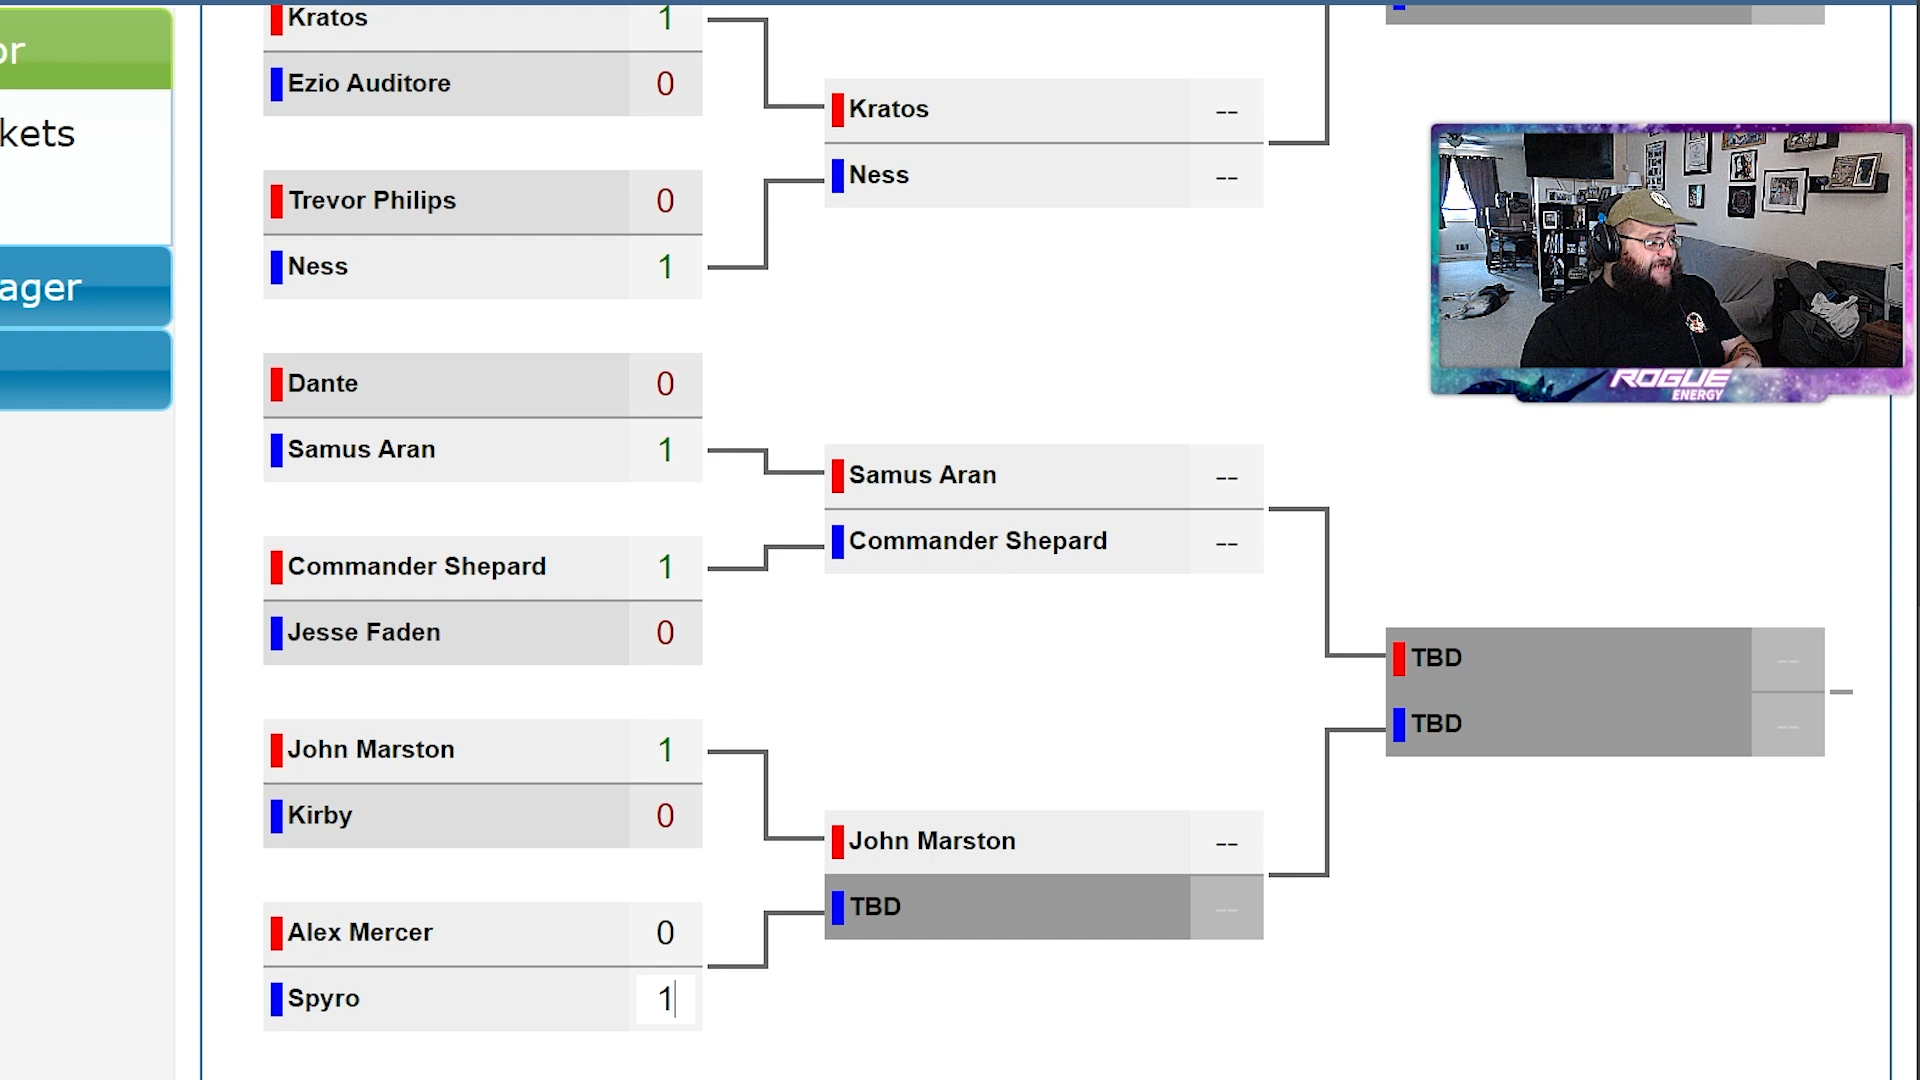 or
kets
ager
Kratos 1
Ezio Auditore 0
Trevor Philips 0
Ness 1
Dante 0
Samus Aran 1
Commander Shepard 1
Jesse Faden 0
John Marston 1
Kirby 0
Alex Mercer 0
Spyro 1
Kratos --
Ness --
Samus Aran --
Commander Shepard --
John Marston --
TBD --
TBD --
TBD --
ROGUE
ENERGY